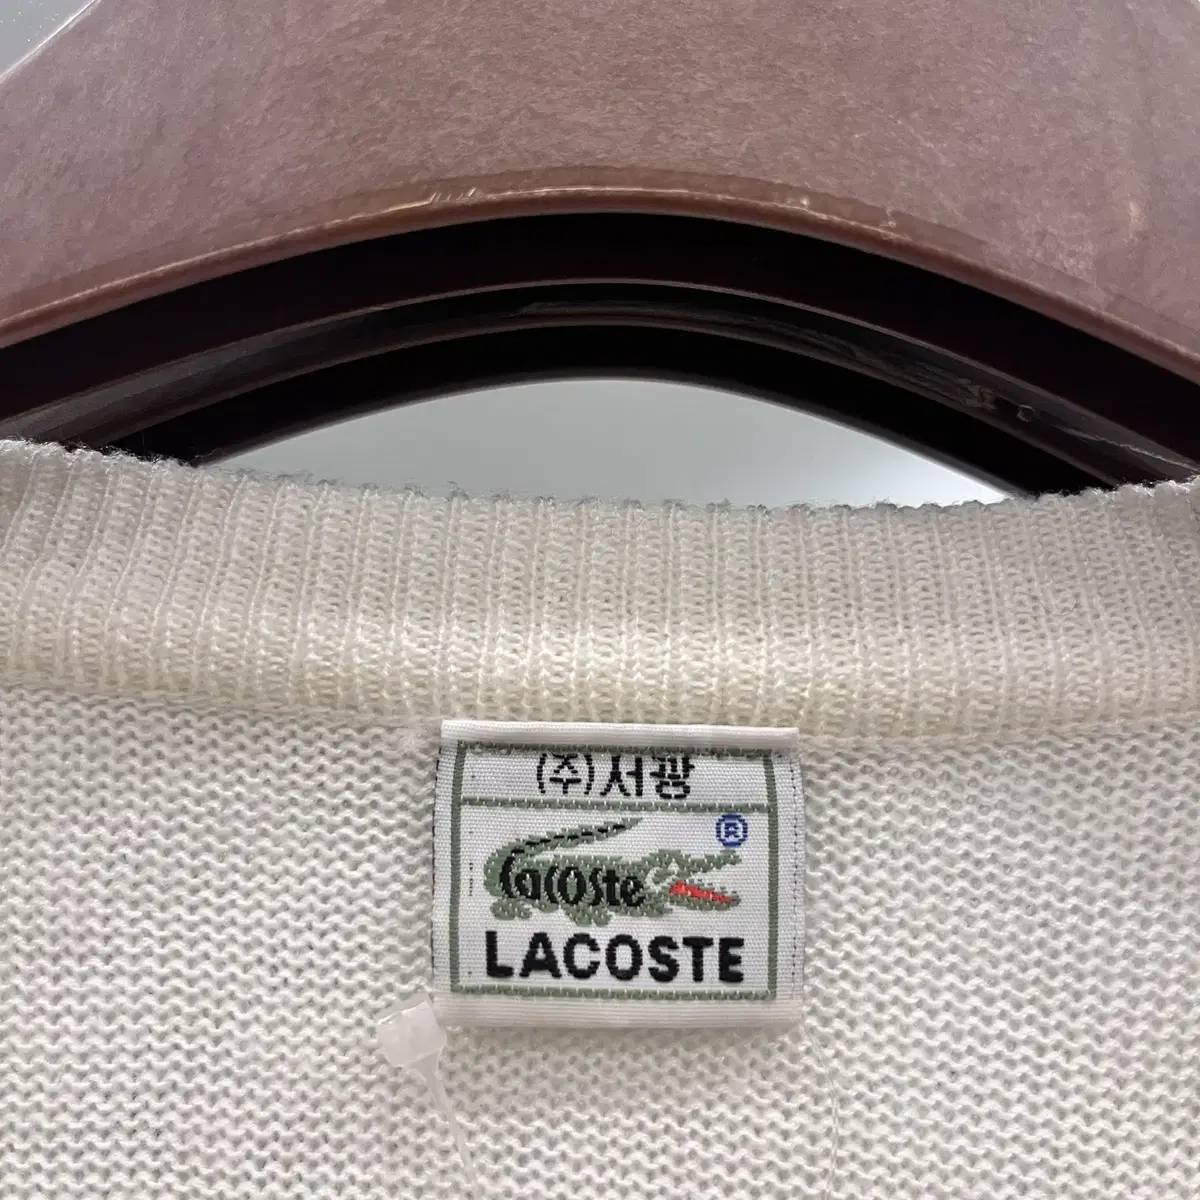 (주)서광
®
Lacoste
LACOSTE